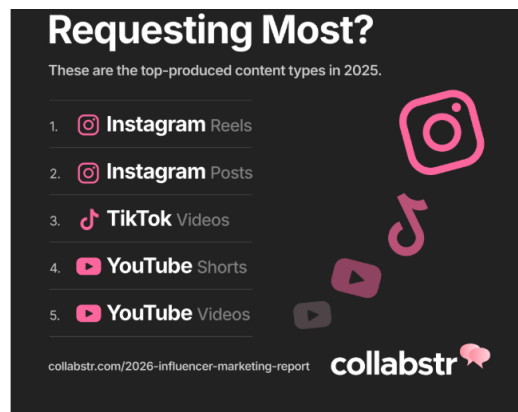 Requesting Most?
These are the top-produced content types in 2025.
1. Instagram Reels
2. Instagram Posts
3. TikTok Videos
4. YouTube Shorts
5. YouTube Videos
collabstr.com/2026-influencer-marketing-report
collabstr